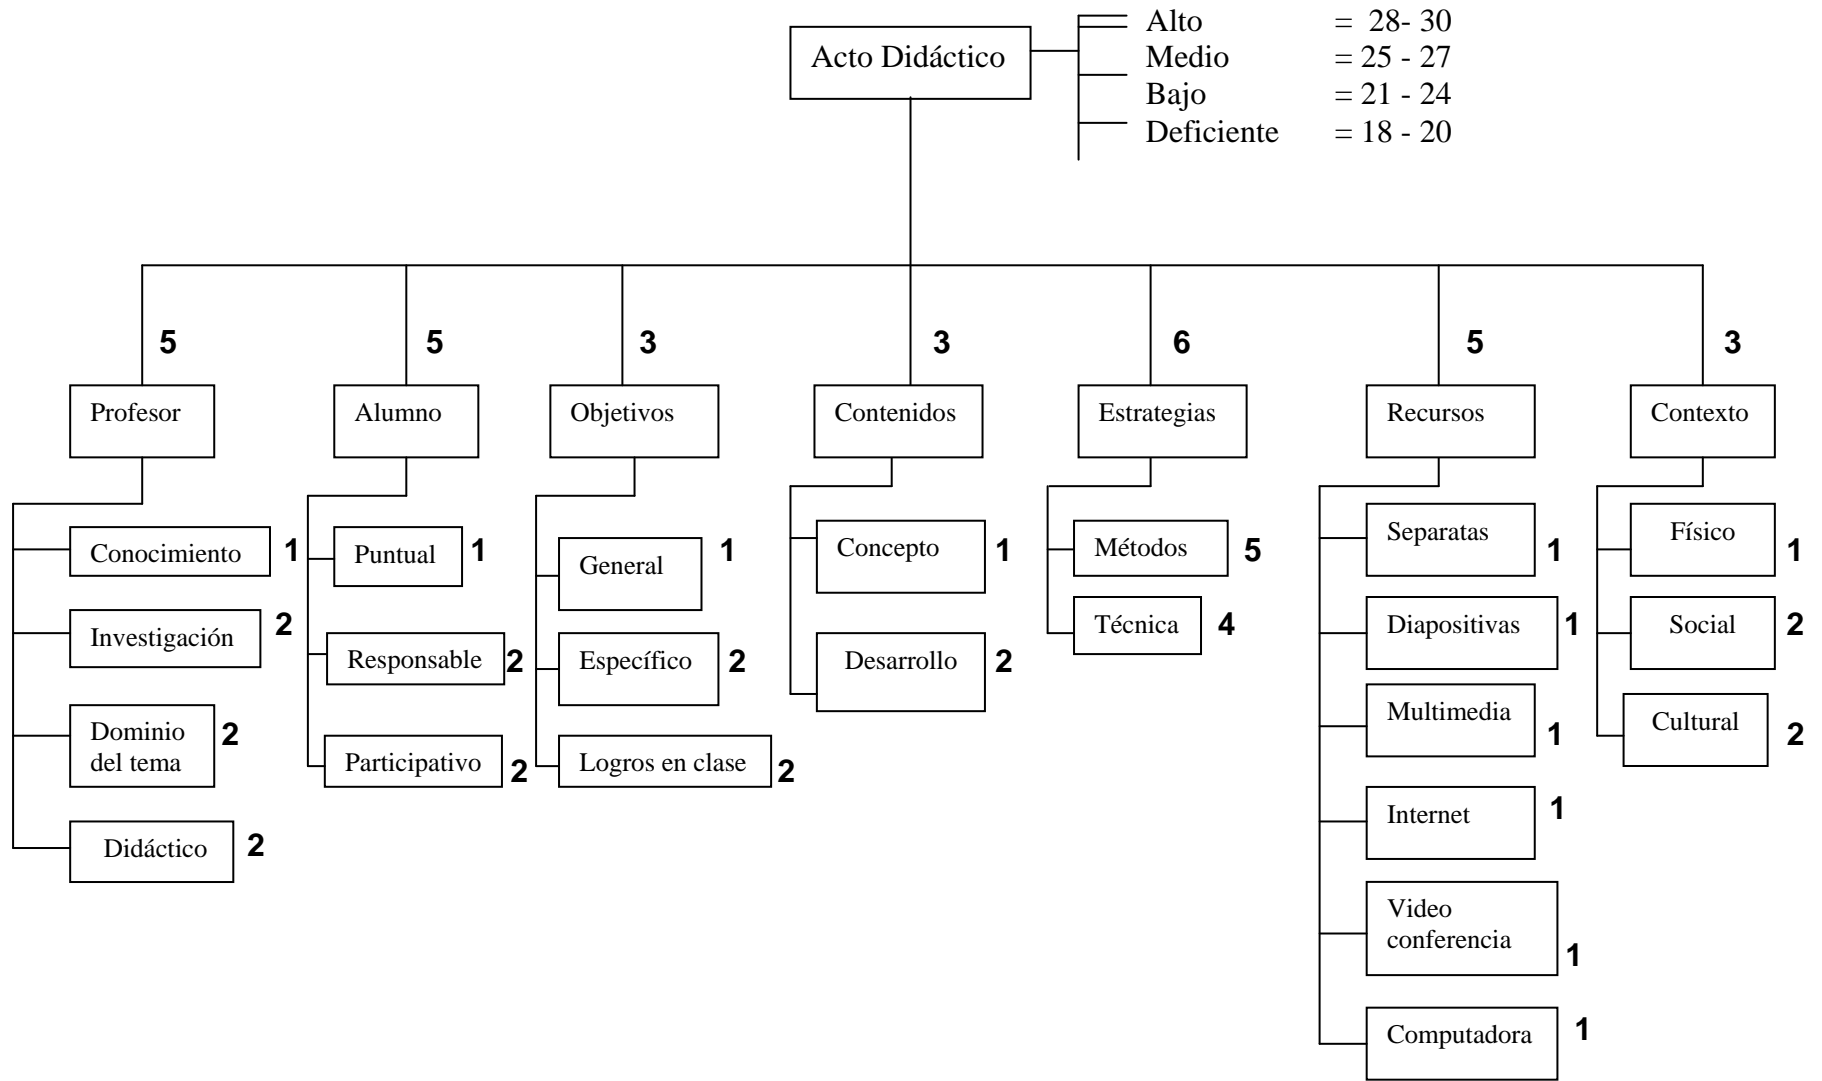 Acto Didáctico
Alto = 28- 30
Medio = 25 - 27
Bajo = 21 - 24
Deficiente = 18 - 20
5 5 3 3 6 5 3
Profesor Alumno Objetivos Contenidos Estrategias Recursos Contexto
Conocimiento 1
Investigación 2
Dominio
del tema 2
Didáctico 2
Puntual 1
Responsable 2
Participativo 2
General 1
Específico 2
Logros en clase 2
Concepto 1
Desarrollo 2
Métodos 5
Técnica 4
Separatas 1
Diapositivas 1
Multimedia 1
Internet 1
Video
conferencia 1
Computadora 1
Físico 1
Social 2
Cultural 2